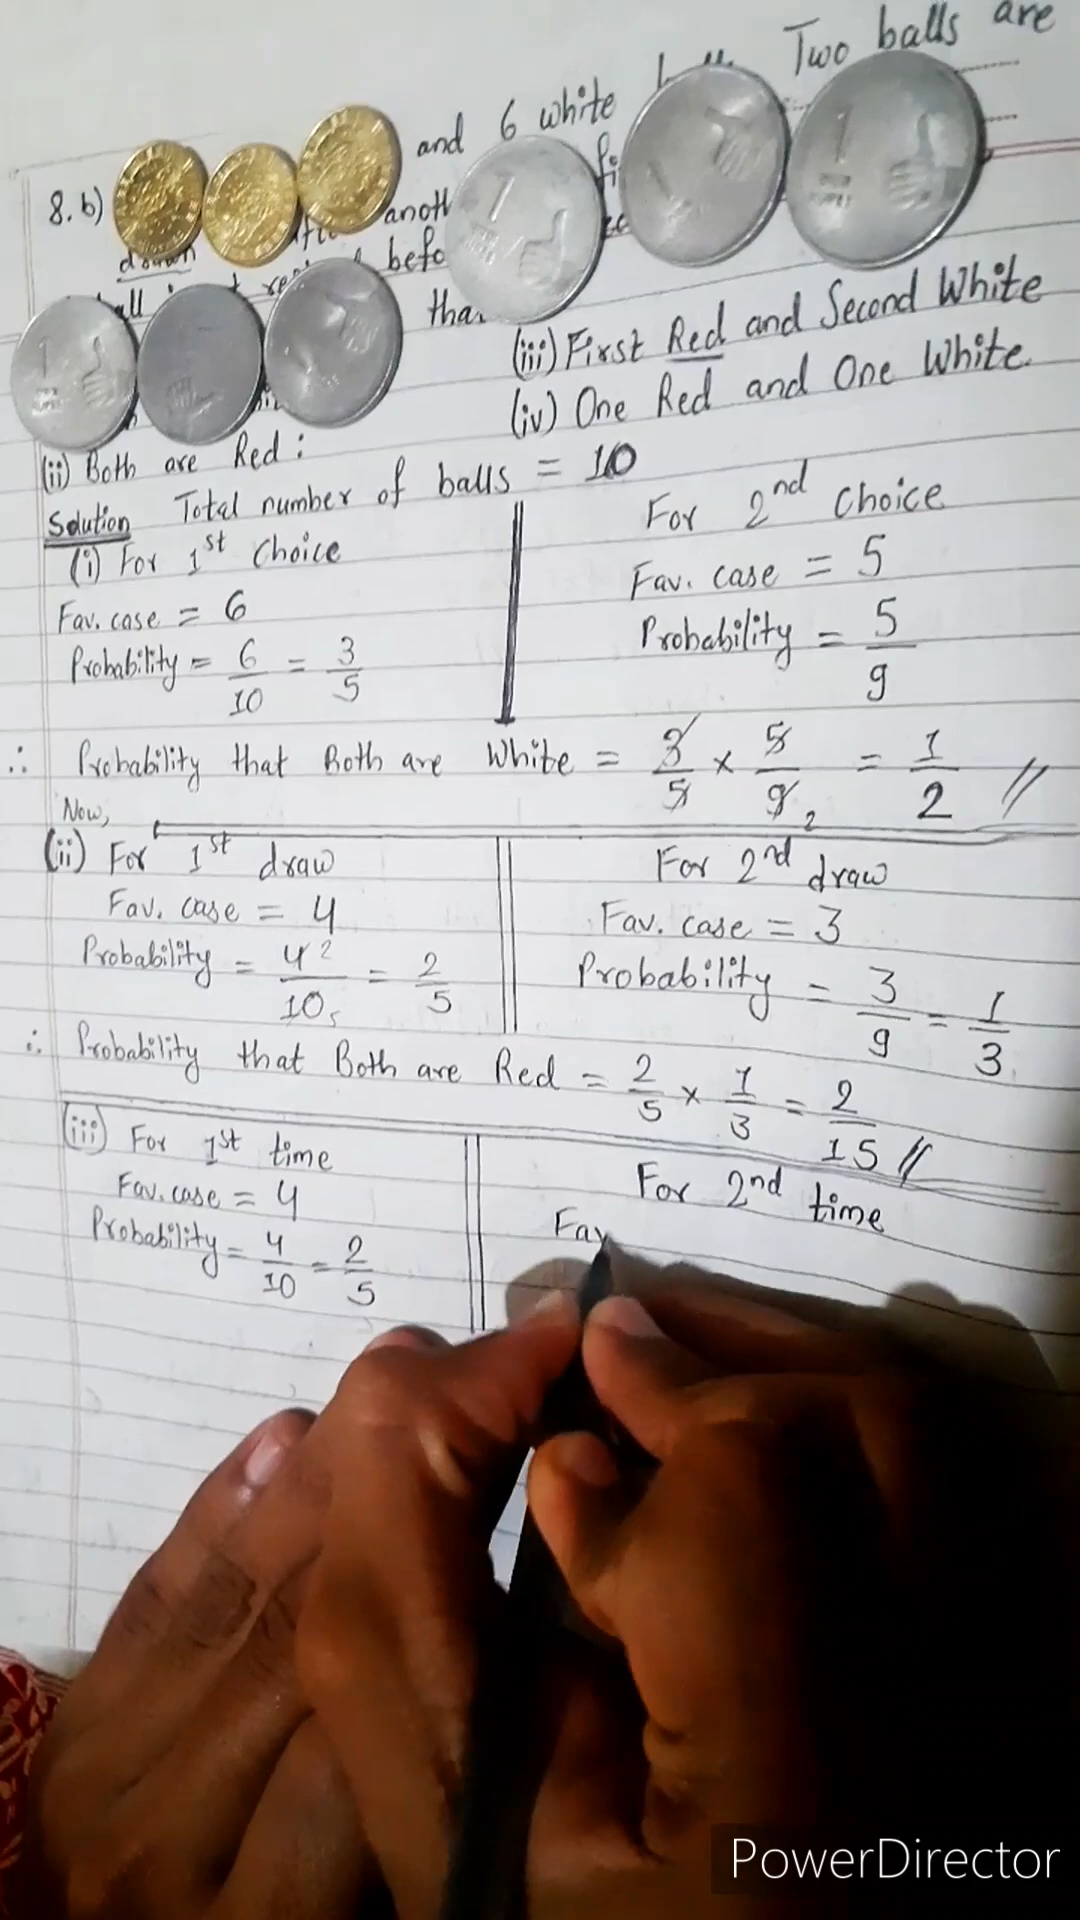 Two balls are
8. b) and 6 white
down
(iii) First Red and Second White
(iv) One Red and One White.
(ii) Both are Red :
Solution Total number of balls = 10
(i) For 1st Choice
Fav. case = 6
Probability = 6/10 = 3/5
For 2nd Choice
Fav. case = 5
Probability = 5/9
∴ Probability that Both are White = 3/5 × 5/9 2 = 1/2 //
Now,
(ii) For 1st draw
Fav. case = 4
Probability = 4 2/10 5 = 2/5
For 2nd draw
Fav. case = 3
Probability = 3/9 = 1/3
∴ Probability that Both are Red = 2/5 × 1/3 = 2/15 //
(iii) For 1st time
Fav. case = 4
Probability = 4/10 = 2/5
For 2nd time
Fav
PowerDirector